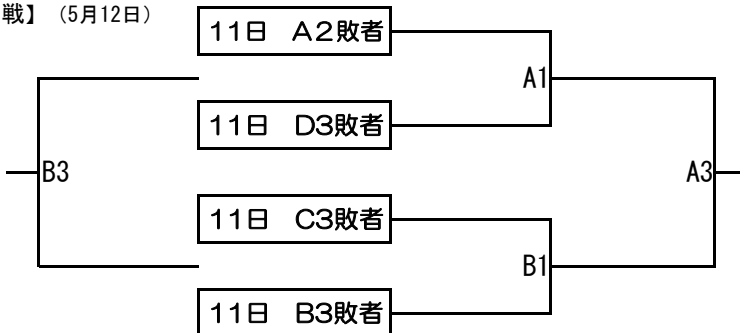 戦】（5月12日）
11日　A2敗者
A1
11日　D3敗者
B3
A3
11日　C3敗者
B1
11日　B3敗者